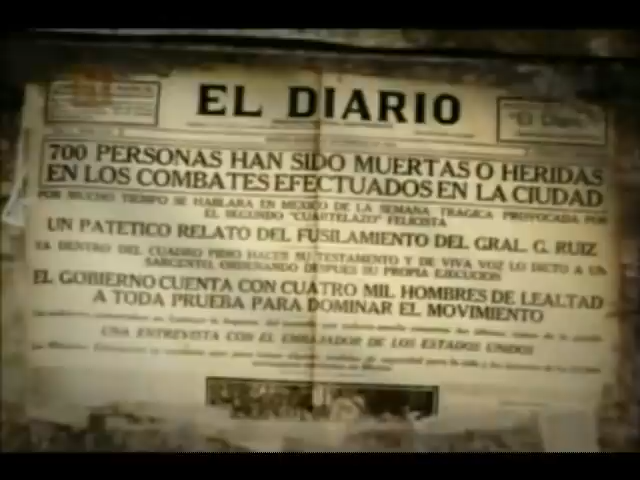 EL DIARIO
"El Diario"
700 PERSONAS HAN SIDO MUERTAS O HERIDAS
EN LOS COMBATES EFECTUADOS EN LA CIUDAD
POR MUCHO TIEMPO SE HABLARA EN MEXICO DE LA SEMANA TRAGICA PROVOCADA POR
EL SEGUNDO "CUARTELAZO" FELICISTA
UN PATETICO RELATO DEL FUSILAMIENTO DEL GRAL. G. RUIZ
YA DENTRO DEL CUADRO PIDIO HACER SU TESTAMENTO Y DE VIVA VOZ LO DICTO A UN
SARGENTO, ORDENANDO DESPUES SU PROPIA EJECUCION
EL GOBIERNO CUENTA CON CUATRO MIL HOMBRES DE LEALTAD
A TODA PRUEBA PARA DOMINAR EL MOVIMIENTO
UNA ENTREVISTA CON EL EMBAJADOR DE LOS ESTADOS UNIDOS